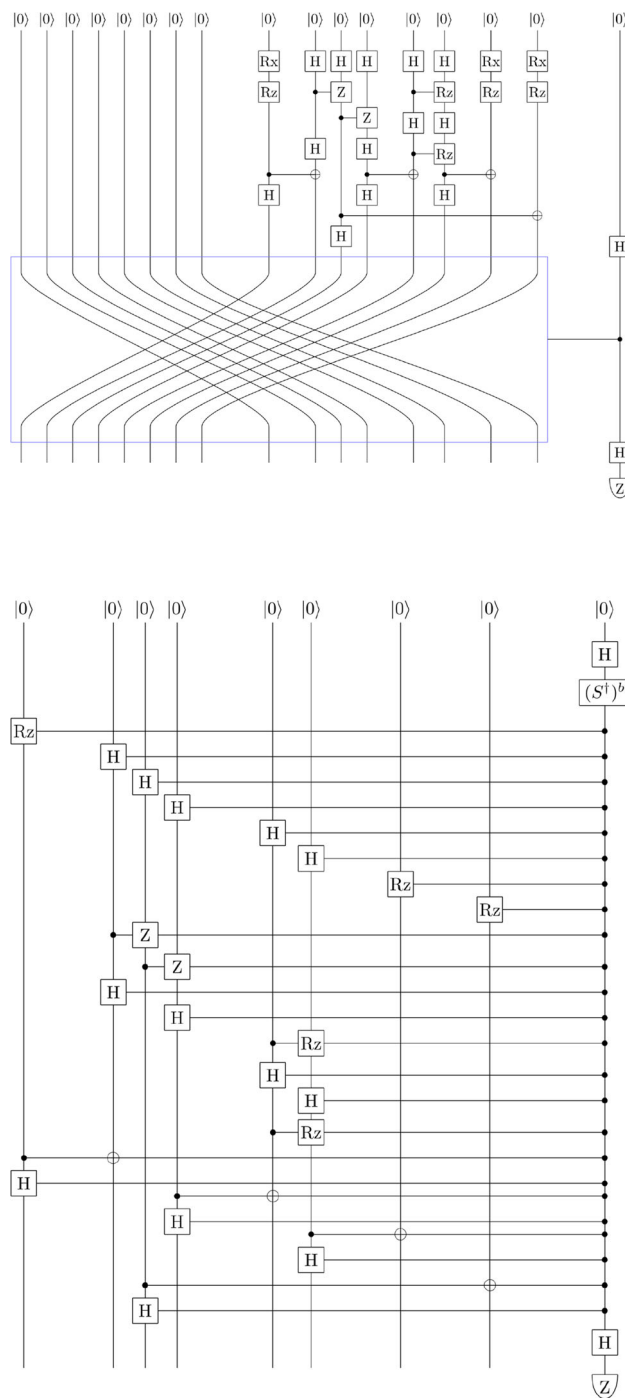 |0⟩ |0⟩ |0⟩ |0⟩ |0⟩ |0⟩ |0⟩ |0⟩ |0⟩ |0⟩ |0⟩ |0⟩ |0⟩ |0⟩ |0⟩ |0⟩ |0⟩
Rx H H H H H Rx Rx
Rz Z Rz Rz Rz
Z H H
H H Rz
H H H
H H
H
Z
|0⟩ |0⟩ |0⟩ |0⟩ |0⟩ |0⟩ |0⟩ |0⟩ |0⟩
H
(S†)ᵇ
Rz
H
H
H
H
H
Rz
Rz
Z
Z
H
H
Rz
H
H
Rz
H
H
H
H
H
Z